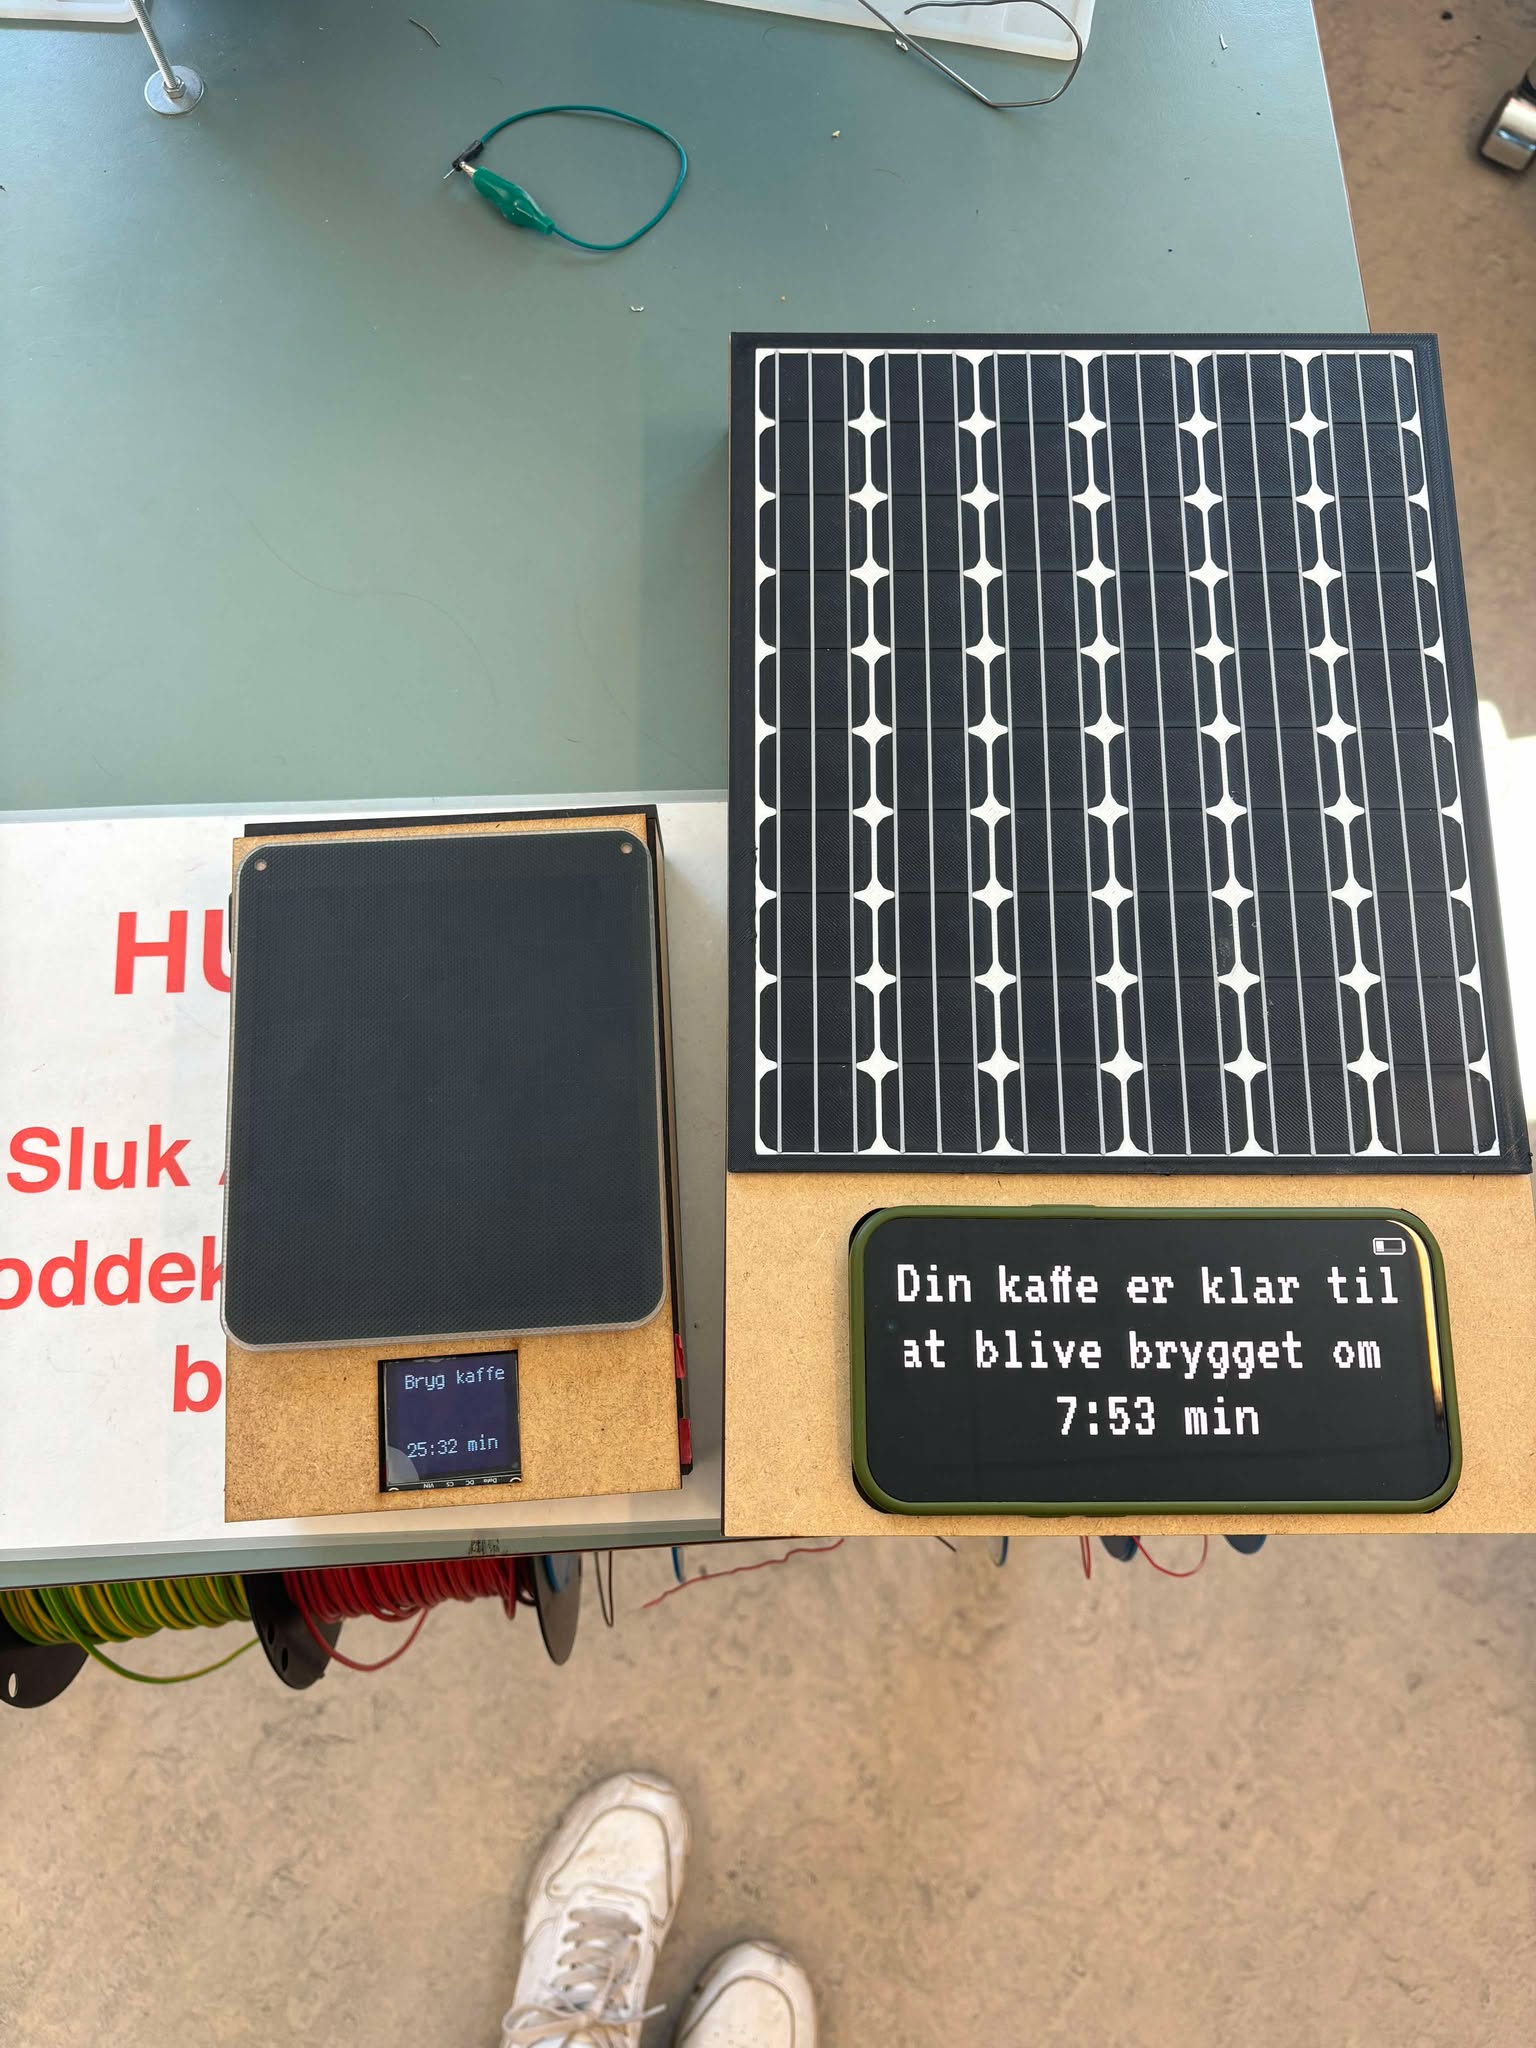 HU
Sluk
oddek
b
Bryg kaffe
25:32 min
Data
DC
CS
VIN
Din kaffe er klar til
at blive brygget om
7:53 min